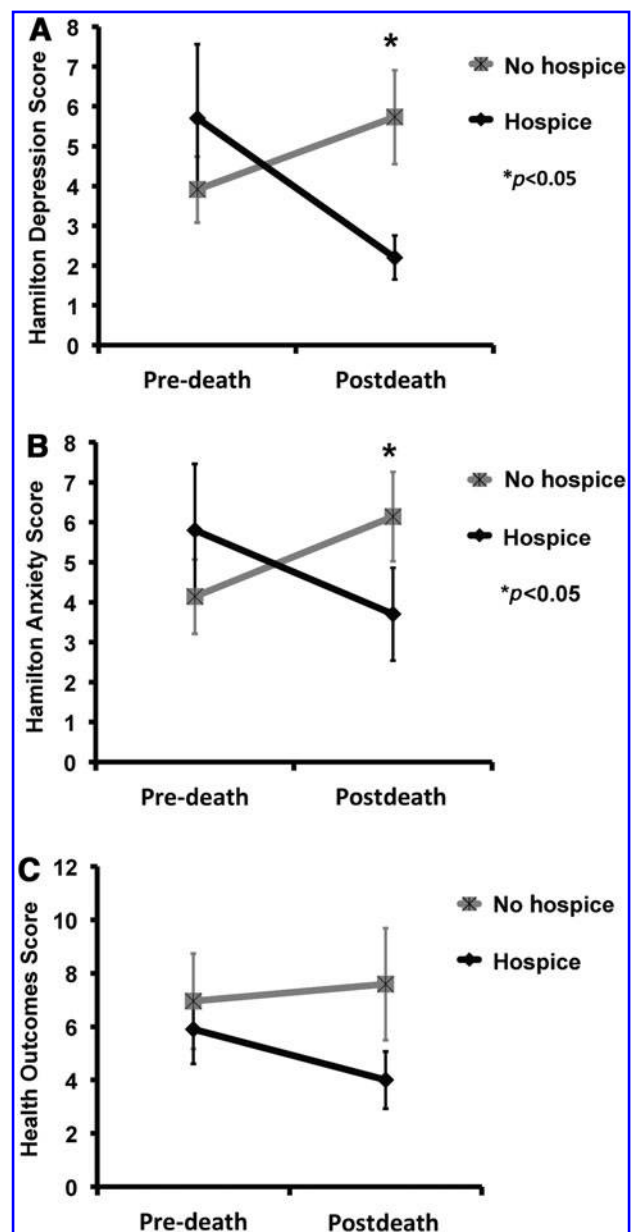 A
Hamilton Depression Score
8
7
6
5
4
3
2
1
0
*
No hospice
Hospice
*p<0.05
Pre-death
Postdeath
B
Hamilton Anxiety Score
8
7
6
5
4
3
2
1
0
*
No hospice
Hospice
*p<0.05
Pre-death
Postdeath
C
Health Outcomes Score
12
10
8
6
4
2
0
No hospice
Hospice
Pre-death
Postdeath